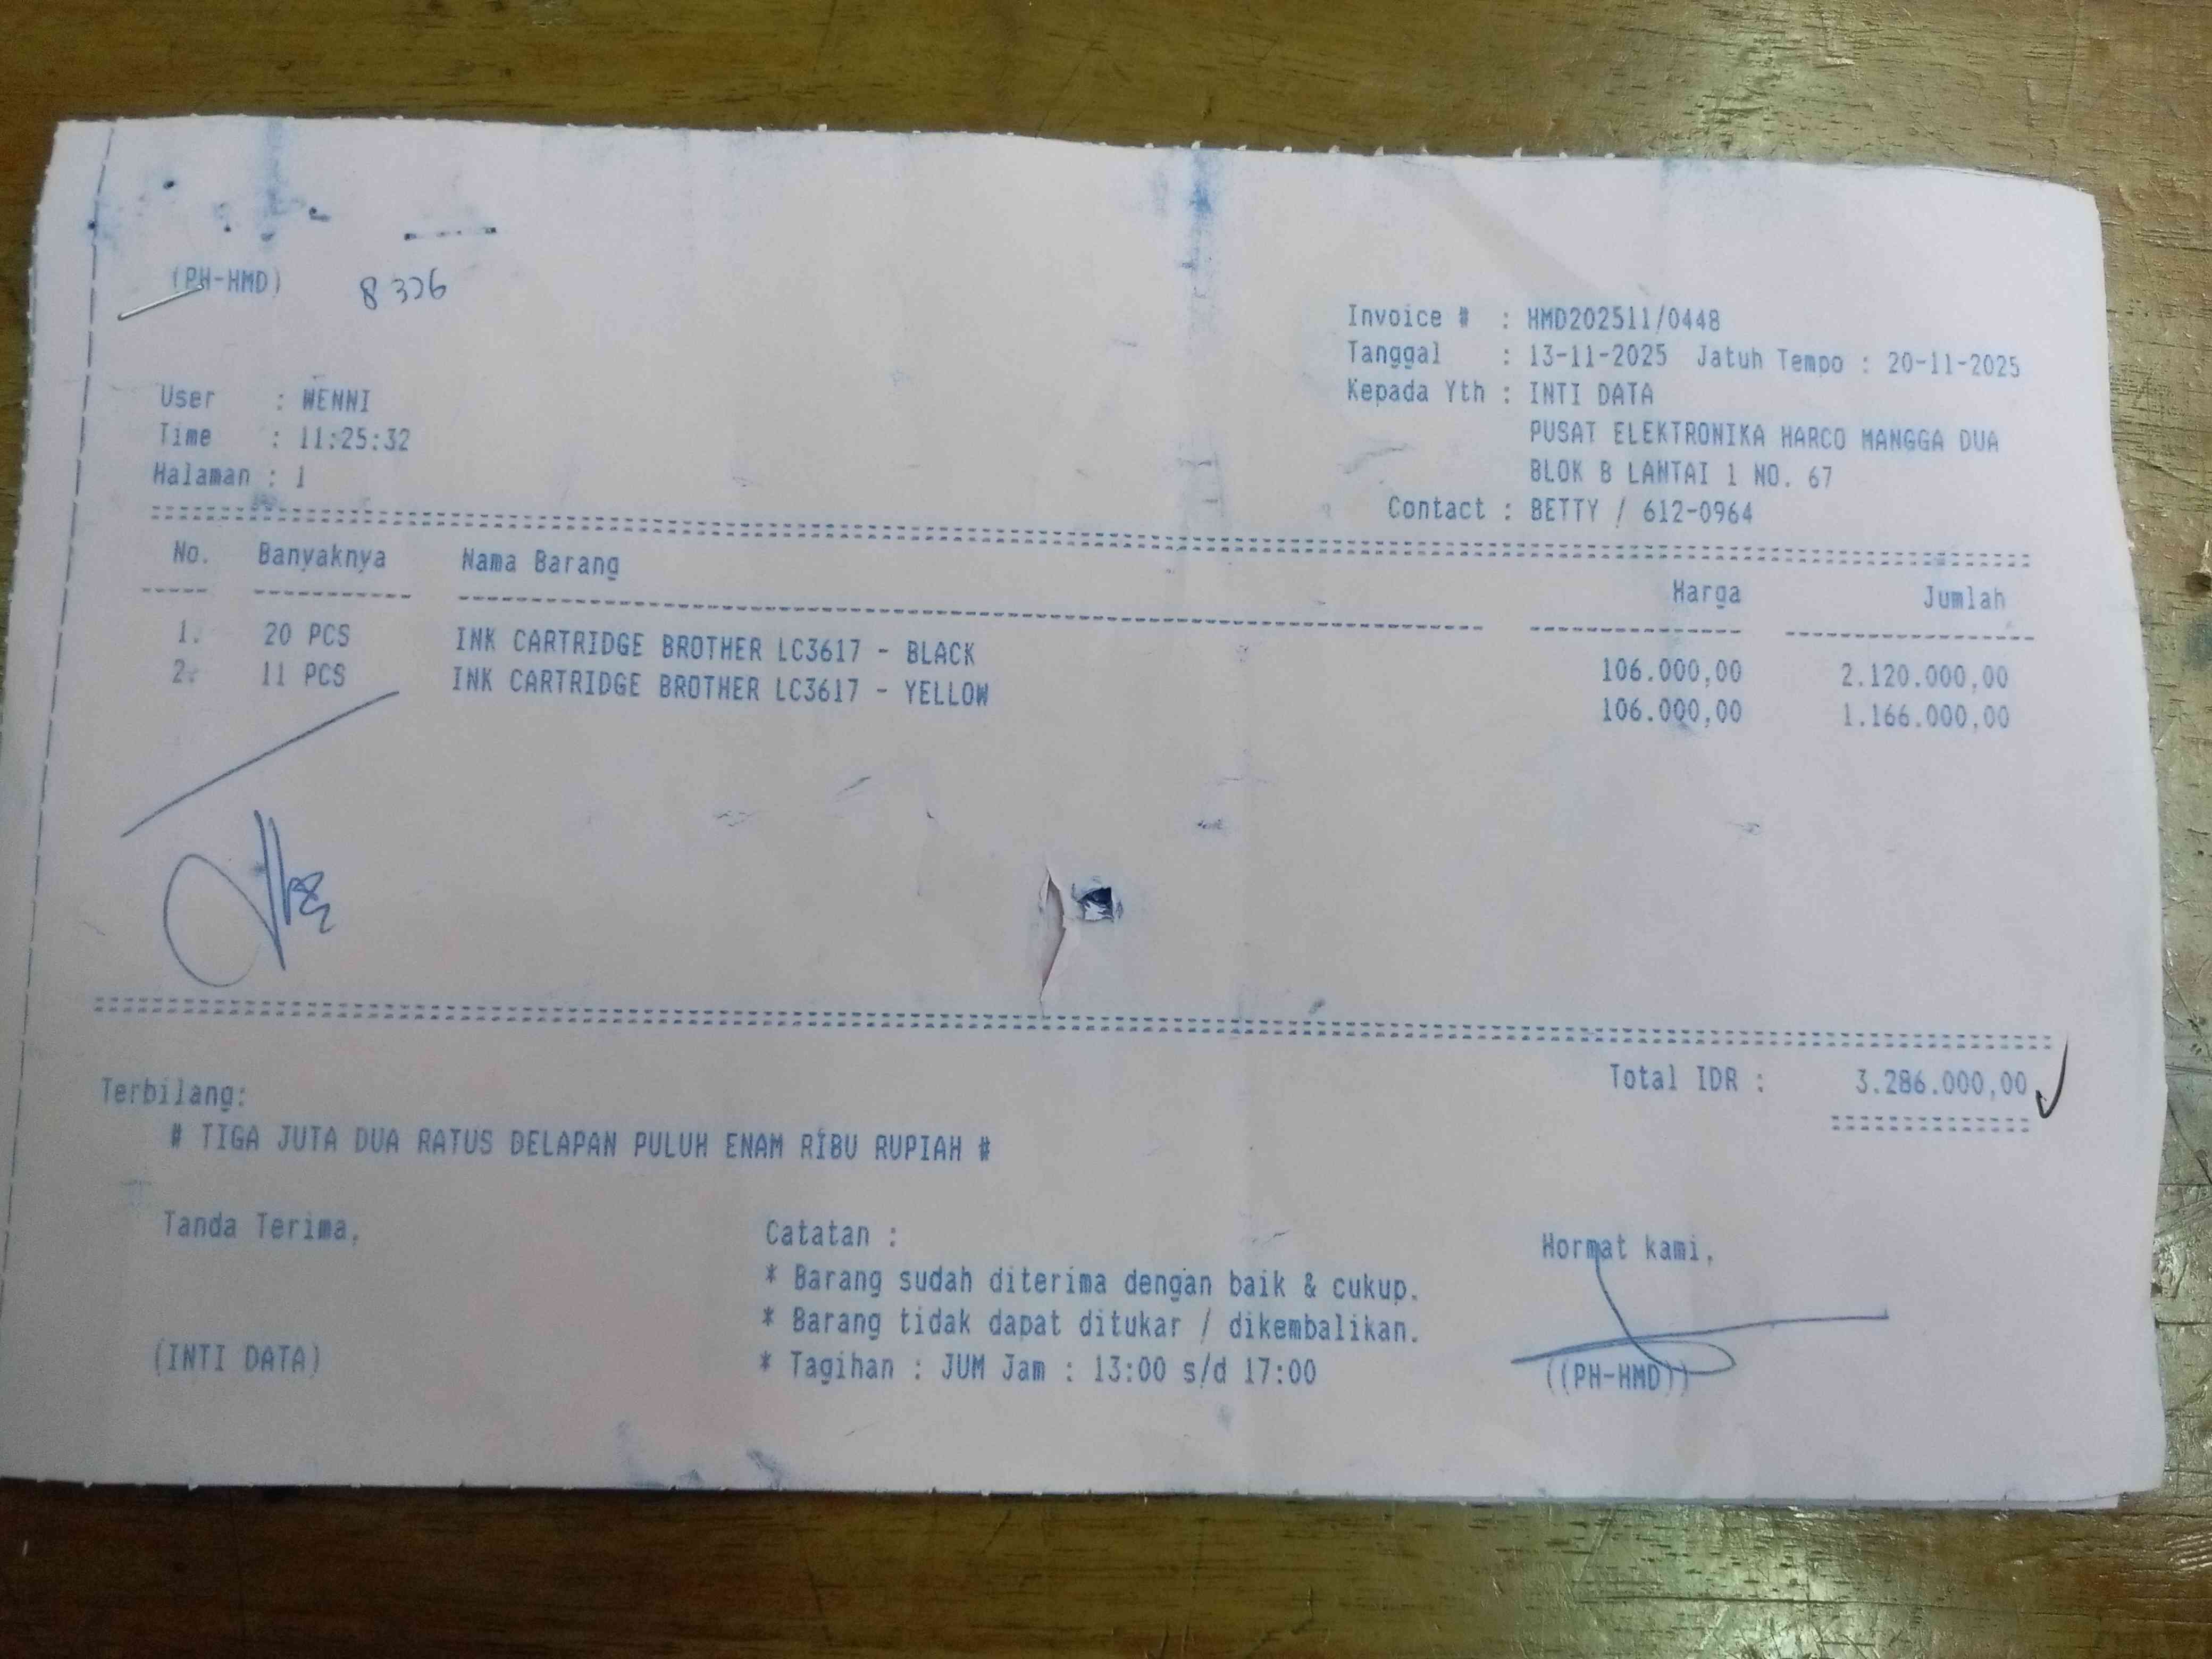 (PH-HMD) 8326
Invoice # : HMD202511/0448
Tanggal : 13-11-2025 Jatuh Tempo : 20-11-2025
Kepada Yth : INTI DATA
PUSAT ELEKTRONIKA HARCO MANGGA DUA
BLOK B LANTAI 1 NO. 67
Contact : BETTY / 612-0964
User : WENNI
Time : 11:25:32
Halaman : 1
No. Banyaknya Nama Barang Harga Jumlah
1. 20 PCS INK CARTRIDGE BROTHER LC3617 - BLACK 106.000,00 2.120.000,00
2. 11 PCS INK CARTRIDGE BROTHER LC3617 - YELLOW 106.000,00 1.166.000,00
Total IDR : 3.286.000,00
Terbilang:
# TIGA JUTA DUA RATUS DELAPAN PULUH ENAM RIBU RUPIAH #
Tanda Terima,
(INTI DATA)
Catatan :
* Barang sudah diterima dengan baik & cukup.
* Barang tidak dapat ditukar / dikembalikan.
* Tagihan : JUM Jam : 13:00 s/d 17:00
Hormat kami,
((PH-HMD))